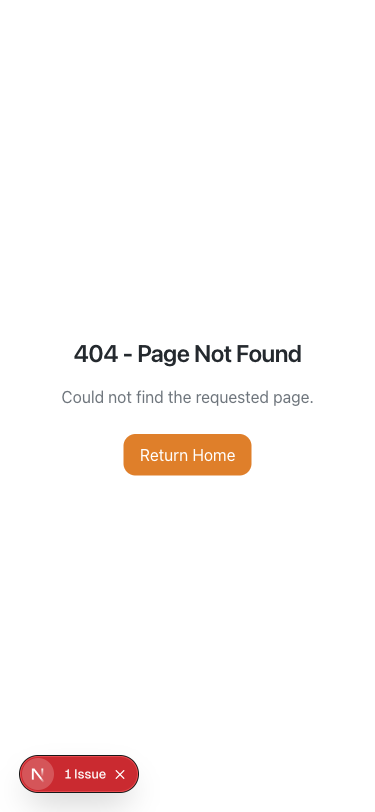 404 - Page Not Found
Could not find the requested page.
Return Home
N 1 Issue